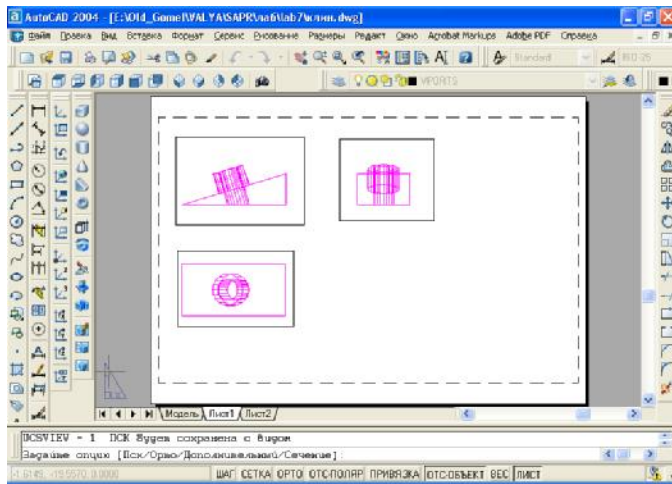 AutoCAD 2004 - [E:\Old_Gomel\VALYA\SAPR\лаб\lab7\клин.dwg]
Файл Правка Вид Вставка Формат Сервис Рисование Размеры Редакт Окно Acrobat Markups Adobe PDF Справка
Standard ISO-25
VPORTS
Модель Лист1 Лист2
UCSVIEW = 1 ПСК будет сохранена с видом
Задайте опцию [Пск/Орто/Дополнительный/Сечение]:
ШАГ СЕТКА ОРТО ОТС-ПОЛЯР ПРИВЯЗКА ОТС-ОБЪЕКТ ВЕС ЛИСТ